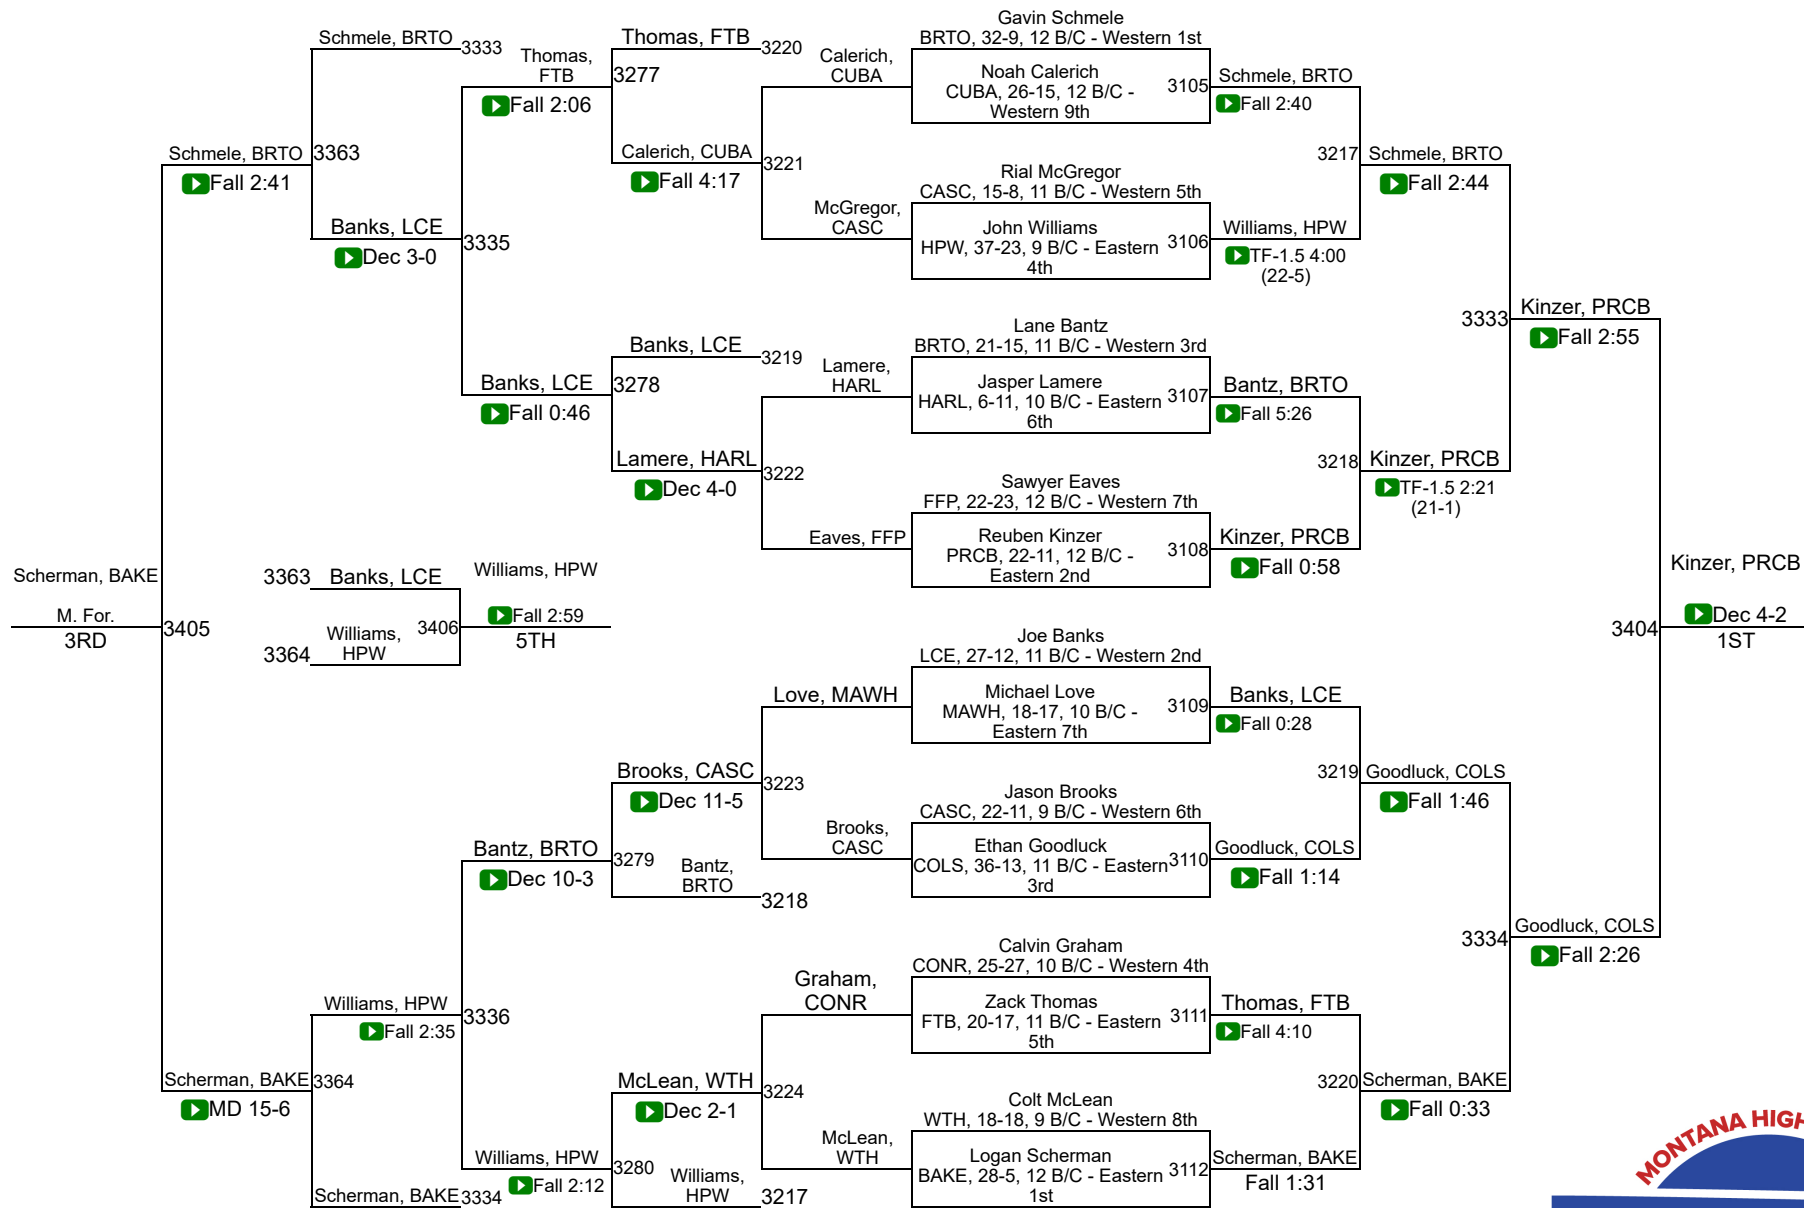 Gavin Schmele
Schmele, BRTO
3333
Thomas, FTB
3220
BRTO, 32-9, 12 B/C - Western 1st
Thomas,
FTB
3277
Calerich,
CUBA
Noah Calerich
CUBA, 26-15, 12 B/C -
Western 9th
3105
Schmele, BRTO
Fall 2:06
Fall 2:40
Schmele, BRTO
3363
Calerich, CUBA
3221
3217
Schmele, BRTO
Fall 2:41
Fall 4:17
Rial McGregor
CASC, 15-8, 11 B/C - Western 5th
Fall 2:44
Banks, LCE
3335
McGregor,
CASC
John Williams
HPW, 37-23, 9 B/C - Eastern
4th
3106
Williams, HPW
Dec 3-0
TF-1.5 4:00
(22-5)
Lane Bantz
3333
Kinzer, PRCB
Banks, LCE
3219
BRTO, 21-15, 11 B/C - Western 3rd
Fall 2:55
Banks, LCE
3278
Lamere,
HARL
Jasper Lamere
HARL, 6-11, 10 B/C - Eastern
6th
3107
Bantz, BRTO
Fall 0:46
Fall 5:26
Lamere, HARL
3222
3218
Kinzer, PRCB
Dec 4-0
Sawyer Eaves
FFP, 22-23, 12 B/C - Western 7th
TF-1.5 2:21
(21-1)
Eaves, FFP
Reuben Kinzer
PRCB, 22-11, 12 B/C -
Eastern 2nd
3108
Kinzer, PRCB
Fall 0:58
Scherman, BAKE
3363
Banks, LCE
Williams, HPW
Kinzer, PRCB
M. For.
3RD
3405
Williams,
HPW
3364
3406
Fall 2:59
5TH
3404
Dec 4-2
1ST
Joe Banks
LCE, 27-12, 11 B/C - Western 2nd
Love, MAWH
Michael Love
MAWH, 18-17, 10 B/C -
Eastern 7th
3109
Banks, LCE
Fall 0:28
Brooks, CASC
3223
3219
Goodluck, COLS
Dec 11-5
Jason Brooks
CASC, 22-11, 9 B/C - Western 6th
Fall 1:46
Bantz, BRTO
3279
Brooks,
CASC
Ethan Goodluck
COLS, 36-13, 11 B/C - Eastern
3rd
3110
Goodluck, COLS
Dec 10-3
Bantz,
BRTO
3218
Fall 1:14
Calvin Graham
3334
Goodluck, COLS
CONR, 25-27, 10 B/C - Western 4th
Fall 2:26
Williams, HPW
3336
Graham,
CONR
Zack Thomas
FTB, 20-17, 11 B/C - Eastern
5th
3111
Thomas, FTB
Fall 2:35
Fall 4:10
Scherman, BAKE
3364
McLean, WTH
3224
3220
Scherman, BAKE
MD 15-6
Dec 2-1
Colt McLean
WTH, 18-18, 9 B/C - Western 8th
Fall 0:33
Williams, HPW
3280
McLean,
WTH
Logan Scherman
BAKE, 28-5, 12 B/C - Eastern
1st
3112
Scherman, BAKE
Scherman, BAKE
3334
Fall 2:12
Williams,
HPW
3217
Fall 1:31
MONTANA HIGH